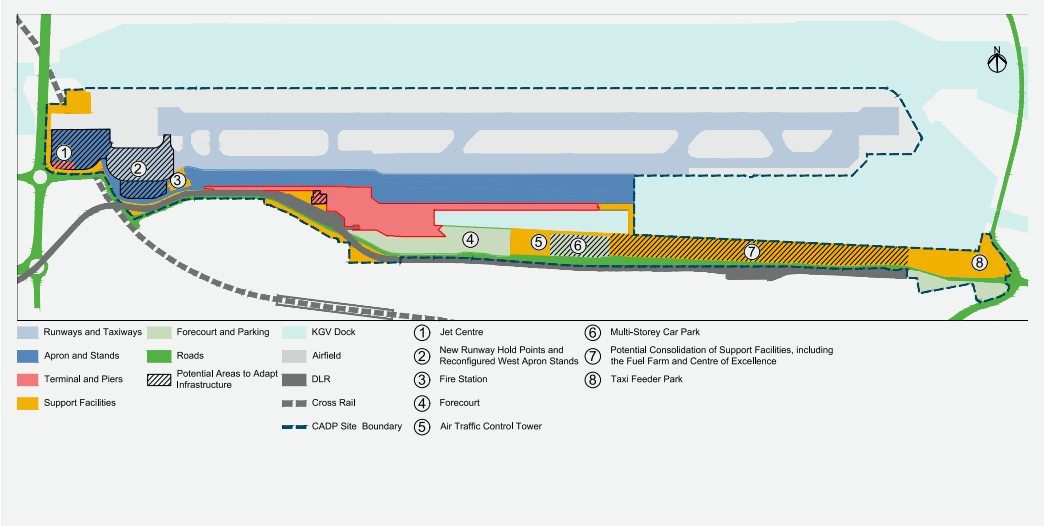 N
1
2
3
4
5
6
7
8
Runways and Taxiways
Apron and Stands
Terminal and Piers
Support Facilities
Forecourt and Parking
Roads
Potential Areas to Adapt
Infrastructure
KGV Dock
Airfield
DLR
Cross Rail
CADP Site Boundary
1 Jet Centre
2 New Runway Hold Points and
Reconfigured West Apron Stands
3 Fire Station
4 Forecourt
5 Air Traffic Control Tower
6 Multi-Storey Car Park
7 Potential Consolidation of Support Facilities, including
the Fuel Farm and Centre of Excellence
8 Taxi Feeder Park